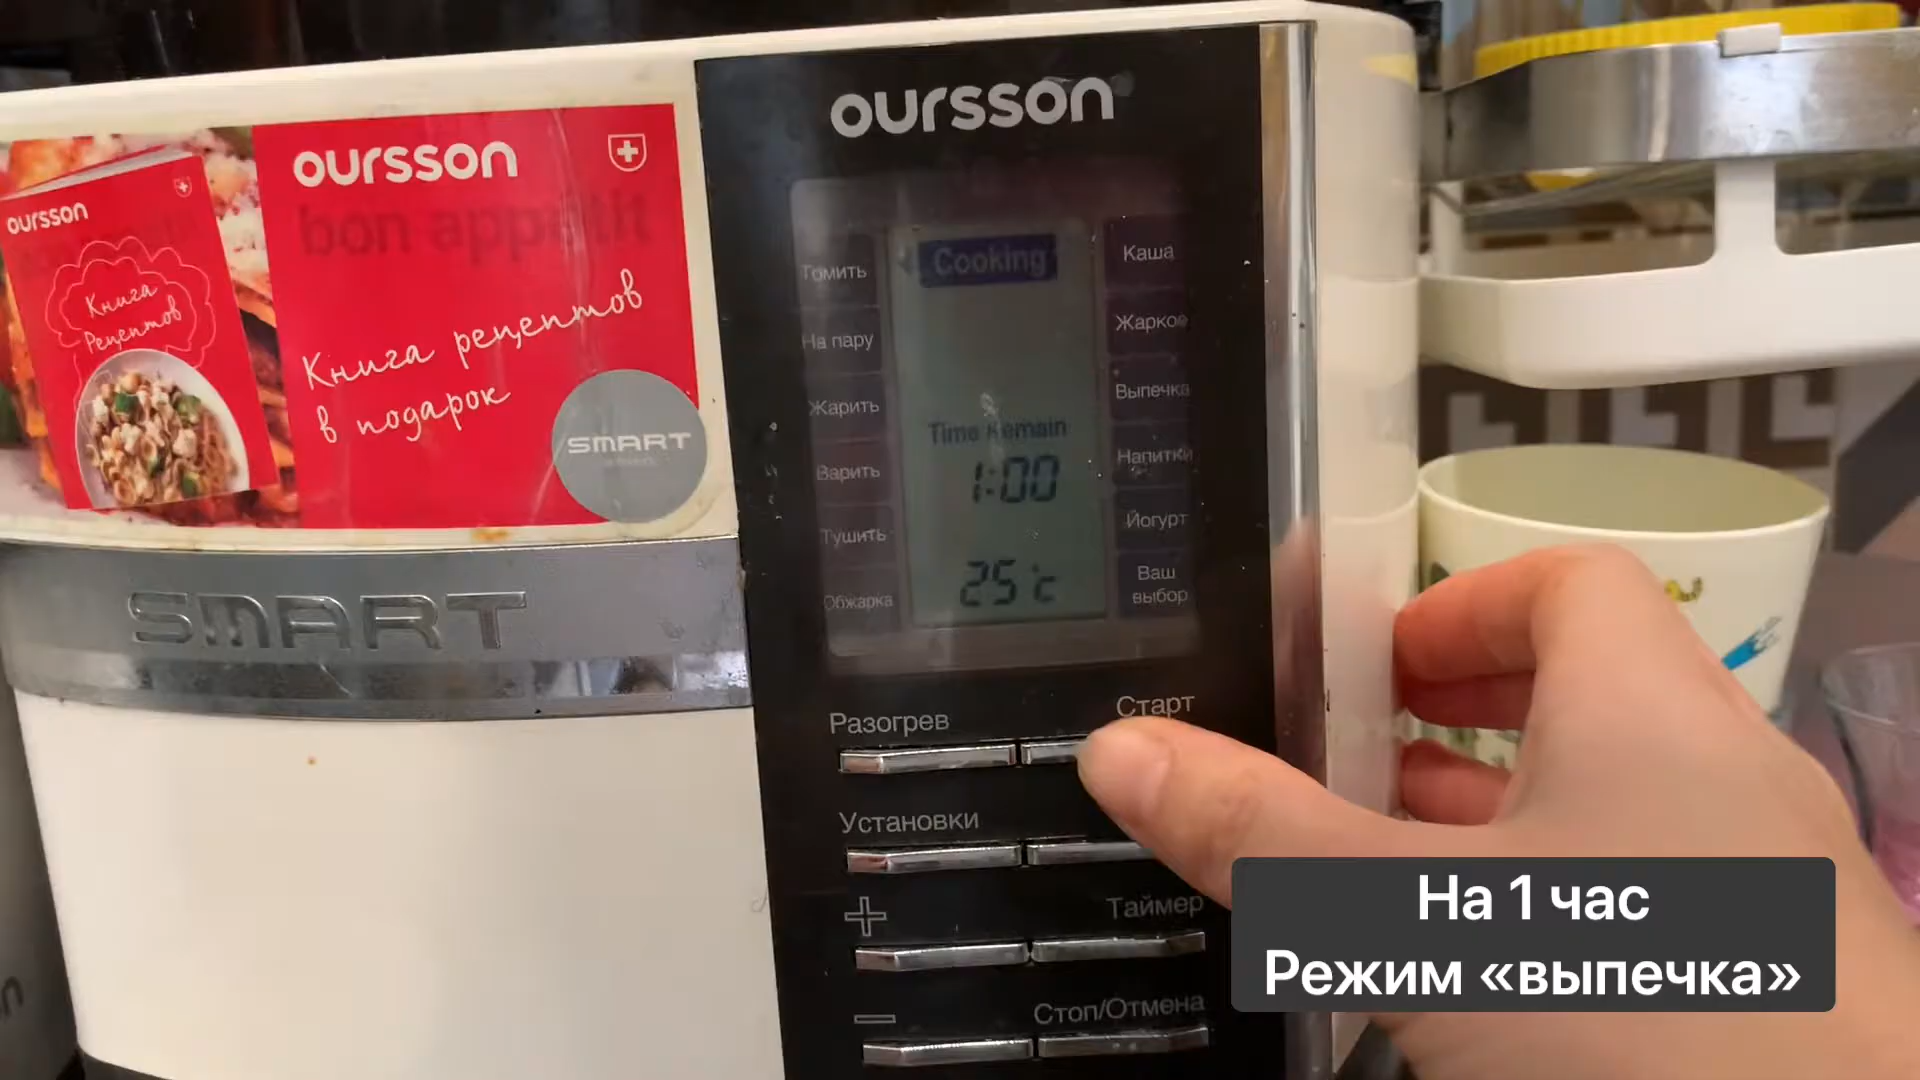 oursson
oursson
Книга
Рецептов
oursson
bon appetit
Книга рецептов
в подарок
SMART
SMART
Cooking
Time Remain
1:00
25 °c
Томить
На пару
Жарить
Варить
Тушить
Обжарка
Каша
Жаркое
Выпечка
Напитки
Йогурт
Ваш
выбор
Разогрев
Старт
Установки
+
Таймер
−
Стоп/Отмена
На 1 час
Режим «выпечка»